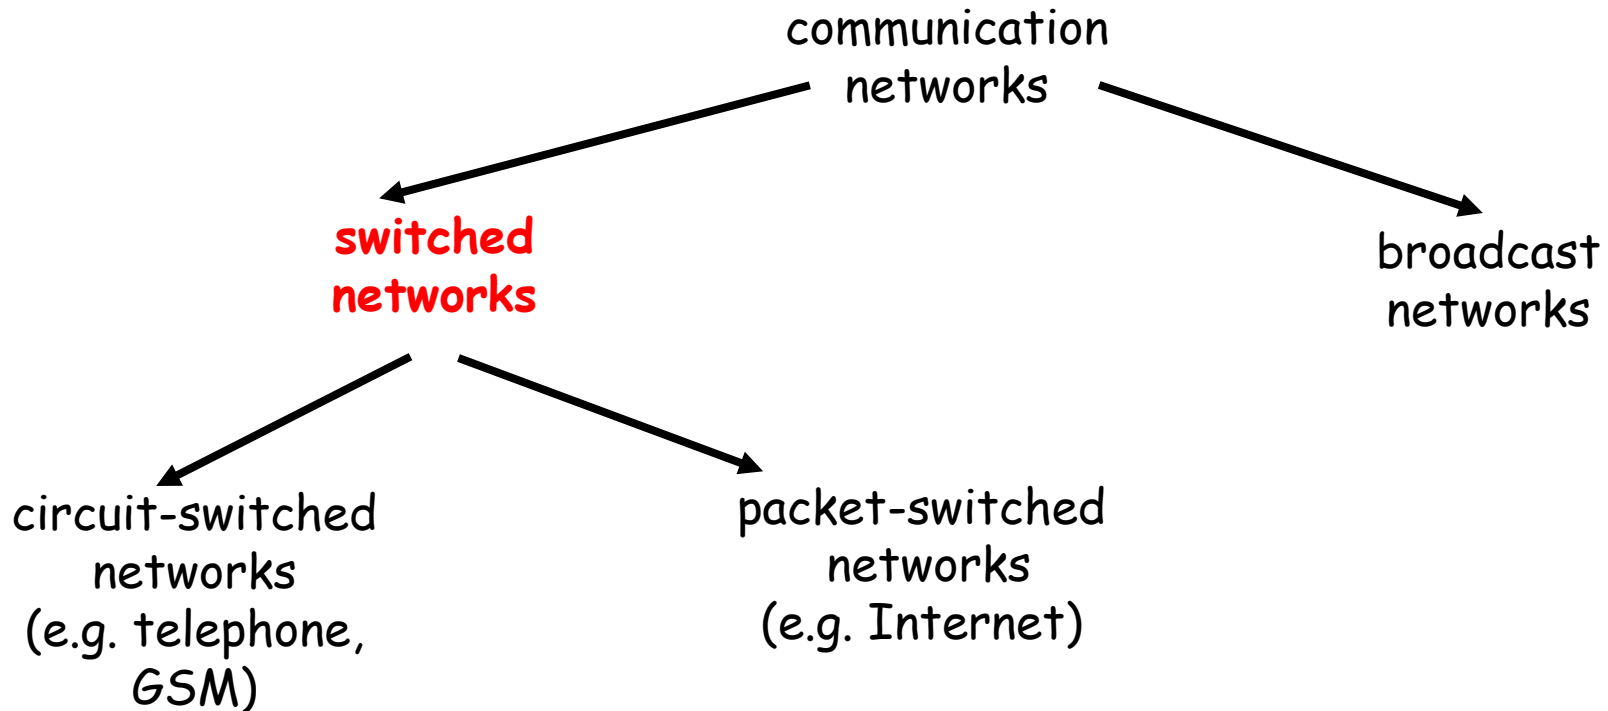 communication
networks
switched
networks
broadcast
networks
circuit-switched
networks
(e.g. telephone,
GSM)
packet-switched
networks
(e.g. Internet)